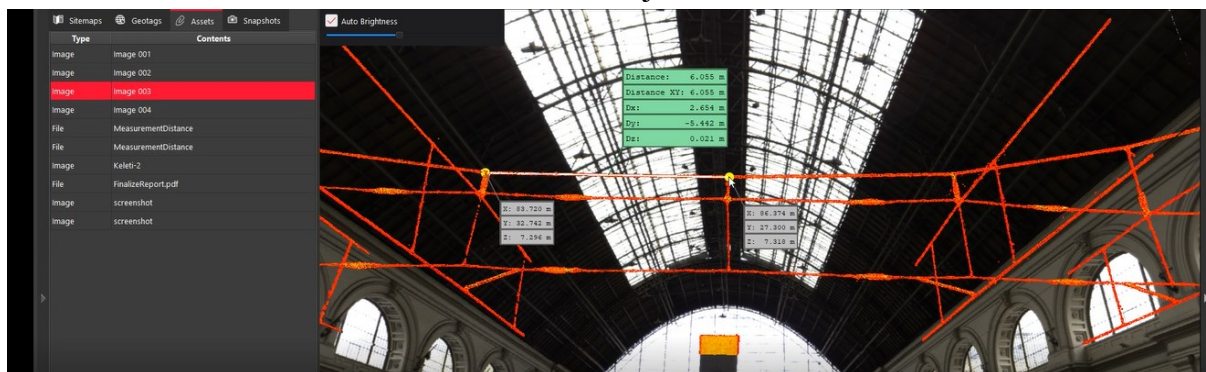 Sitemaps Geotags Assets Snapshots
Type Contents
Image Image 001
Image Image 002
Image Image 003
Image Image 004
File MeasurementDistance
File MeasurementDistance
Image Keleti-2
File FinalizeReport.pdf
Image screenshot
Image screenshot
Auto Brightness
Distance: 6.055 m
Distance XY: 6.055 m
Dx: 2.654 m
Dy: -5.442 m
Dz: 0.021 m
X: 83.720 m
Y: 32.742 m
Z: 7.296 m
X: 86.374 m
Y: 27.300 m
Z: 7.318 m